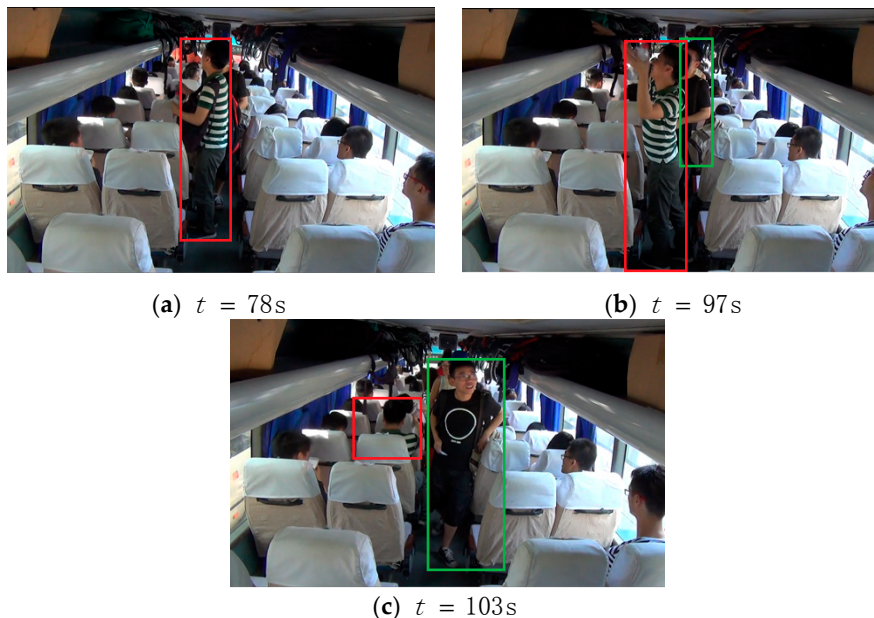 (a) t = 78s
(b) t = 97s
(c) t = 103s